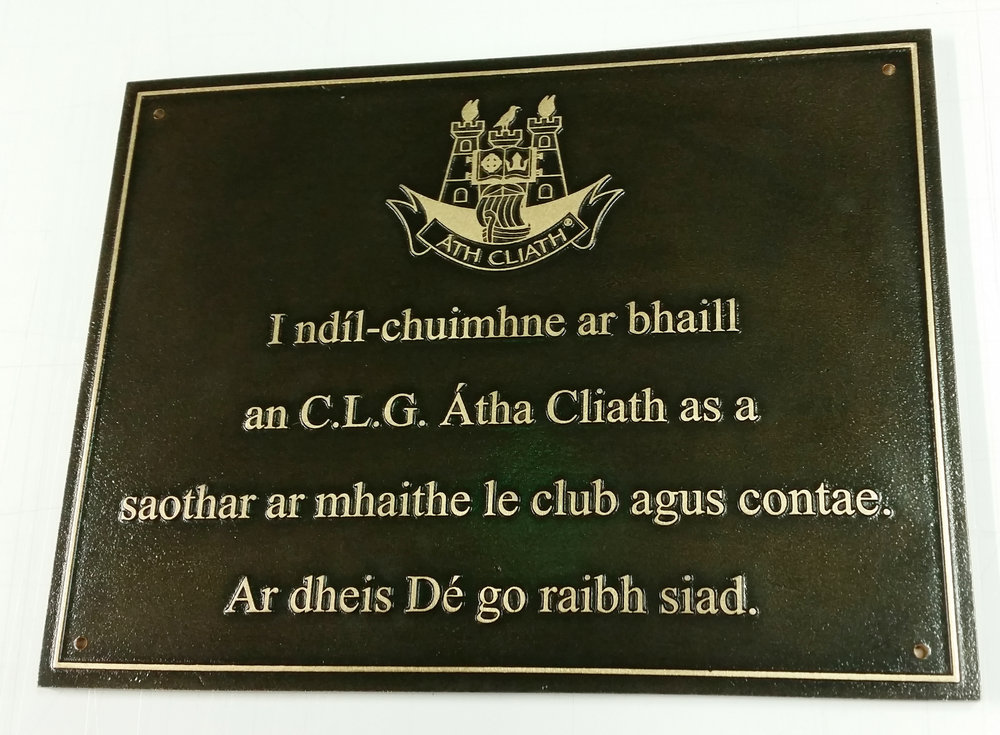 ÁTH CLIATH®
I ndíl-chuimhne ar bhaill
an C.L.G. Átha Cliath as a
saothar ar mhaithe le club agus contae.
Ar dheis Dé go raibh siad.